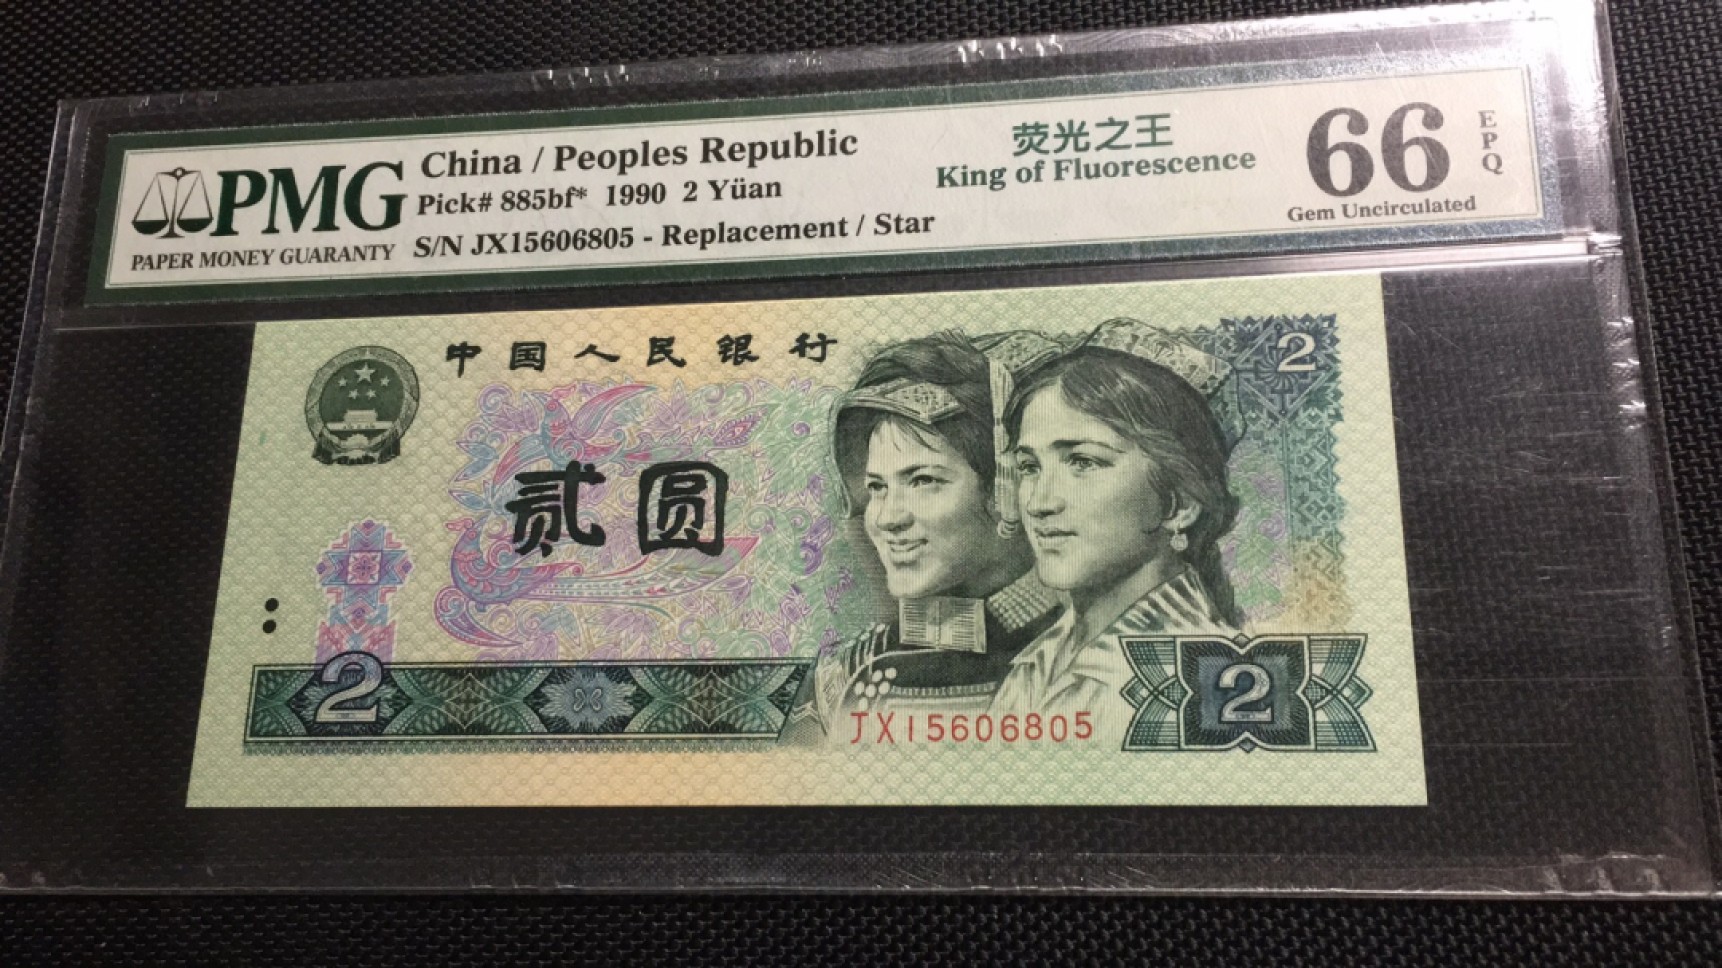 PMG
PAPER MONEY GUARANTY
China / Peoples Republic
Pick# 885bf* 1990 2 Yüan
S/N JX15606805 - Replacement / Star
荧光之王
King of Fluorescence
66
EPQ
Gem Uncirculated
中国人民银行
2
贰圆
2
2
JX15606805